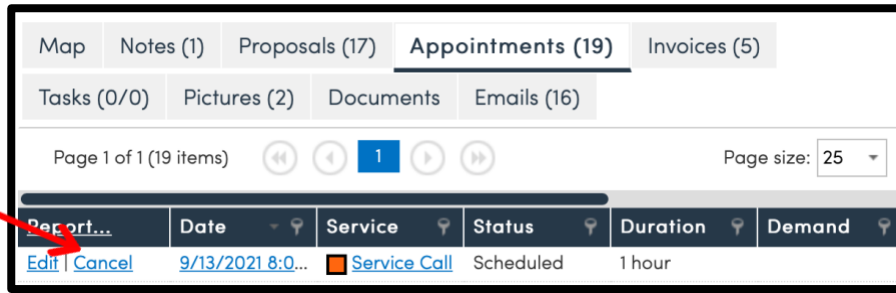 Map Notes (1) Proposals (17) Appointments (19) Invoices (5)
Tasks (0/0) Pictures (2) Documents Emails (16)
Page 1 of 1 (19 items) 1 Page size: 25
Report... Date Service Status Duration Demand
Edit | Cancel 9/13/2021 8:0... Service Call Scheduled 1 hour